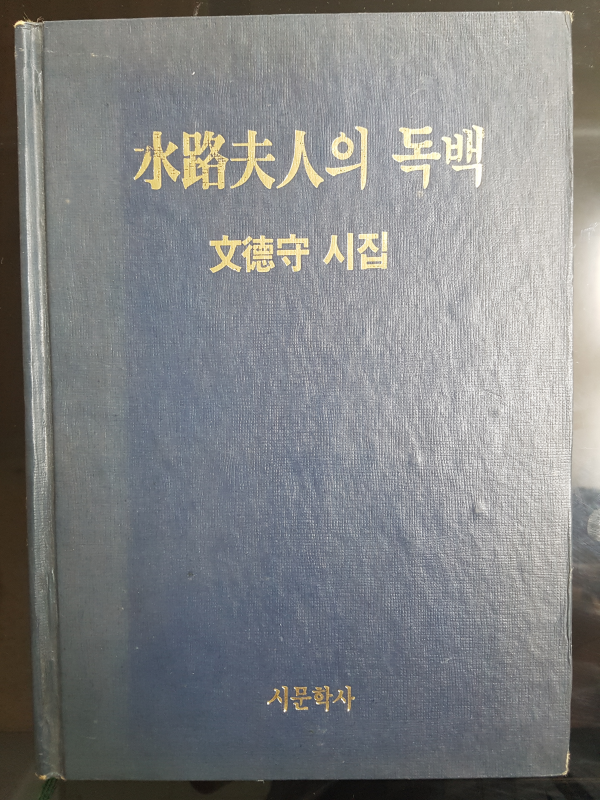 水路夫人의 독백
文德守 시집
시문학사